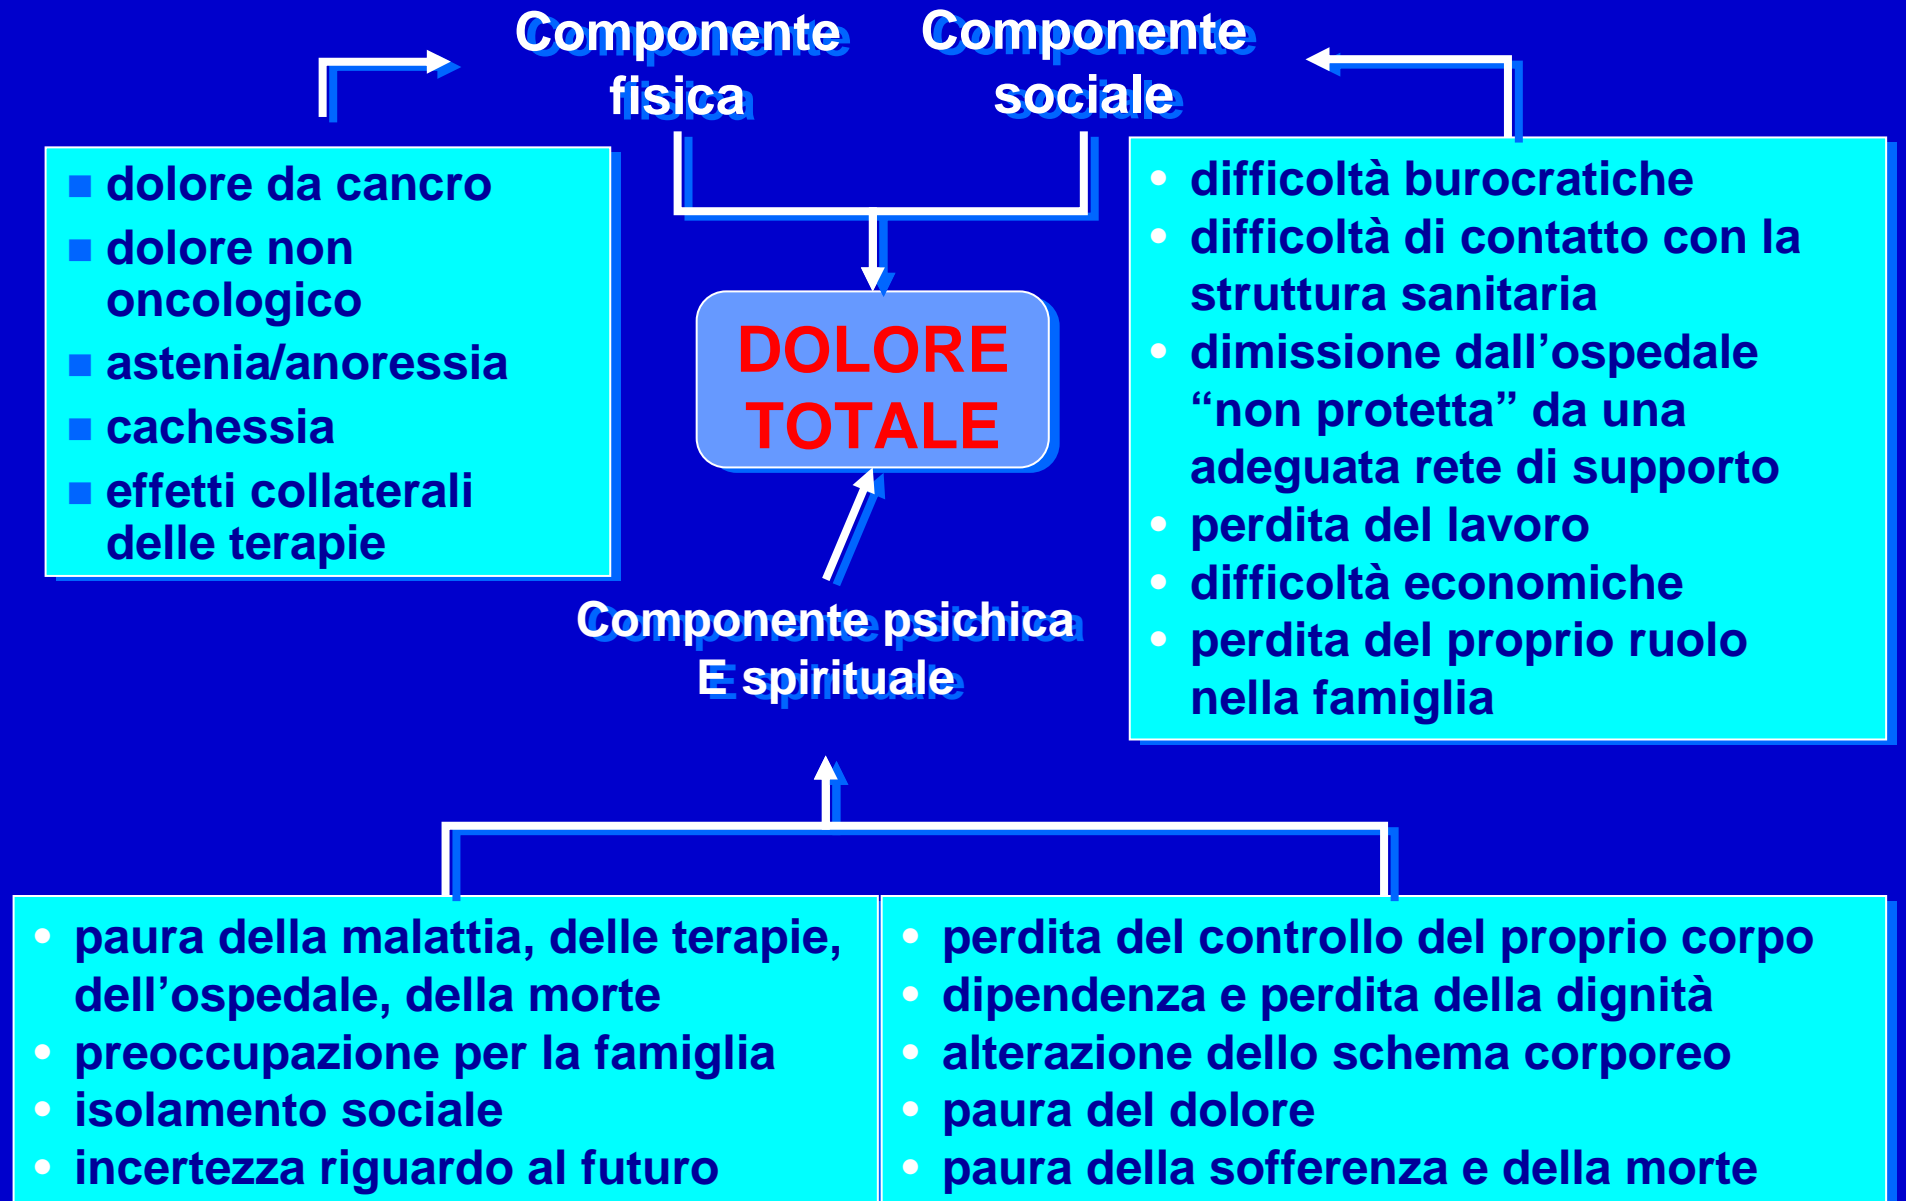 Componente
fisica
Componente
sociale
■ dolore da cancro
■ dolore non
oncologico
■ astenia/anoressia
■ cachessia
■ effetti collaterali
delle terapie
DOLORE
TOTALE
• difficoltà burocratiche
• difficoltà di contatto con la
struttura sanitaria
• dimissione dall’ospedale
“non protetta” da una
adeguata rete di supporto
• perdita del lavoro
• difficoltà economiche
• perdita del proprio ruolo
nella famiglia
Componente psichica
E spirituale
• paura della malattia, delle terapie,
dell’ospedale, della morte
• preoccupazione per la famiglia
• isolamento sociale
• incertezza riguardo al futuro
• perdita del controllo del proprio corpo
• dipendenza e perdita della dignità
• alterazione dello schema corporeo
• paura del dolore
• paura della sofferenza e della morte